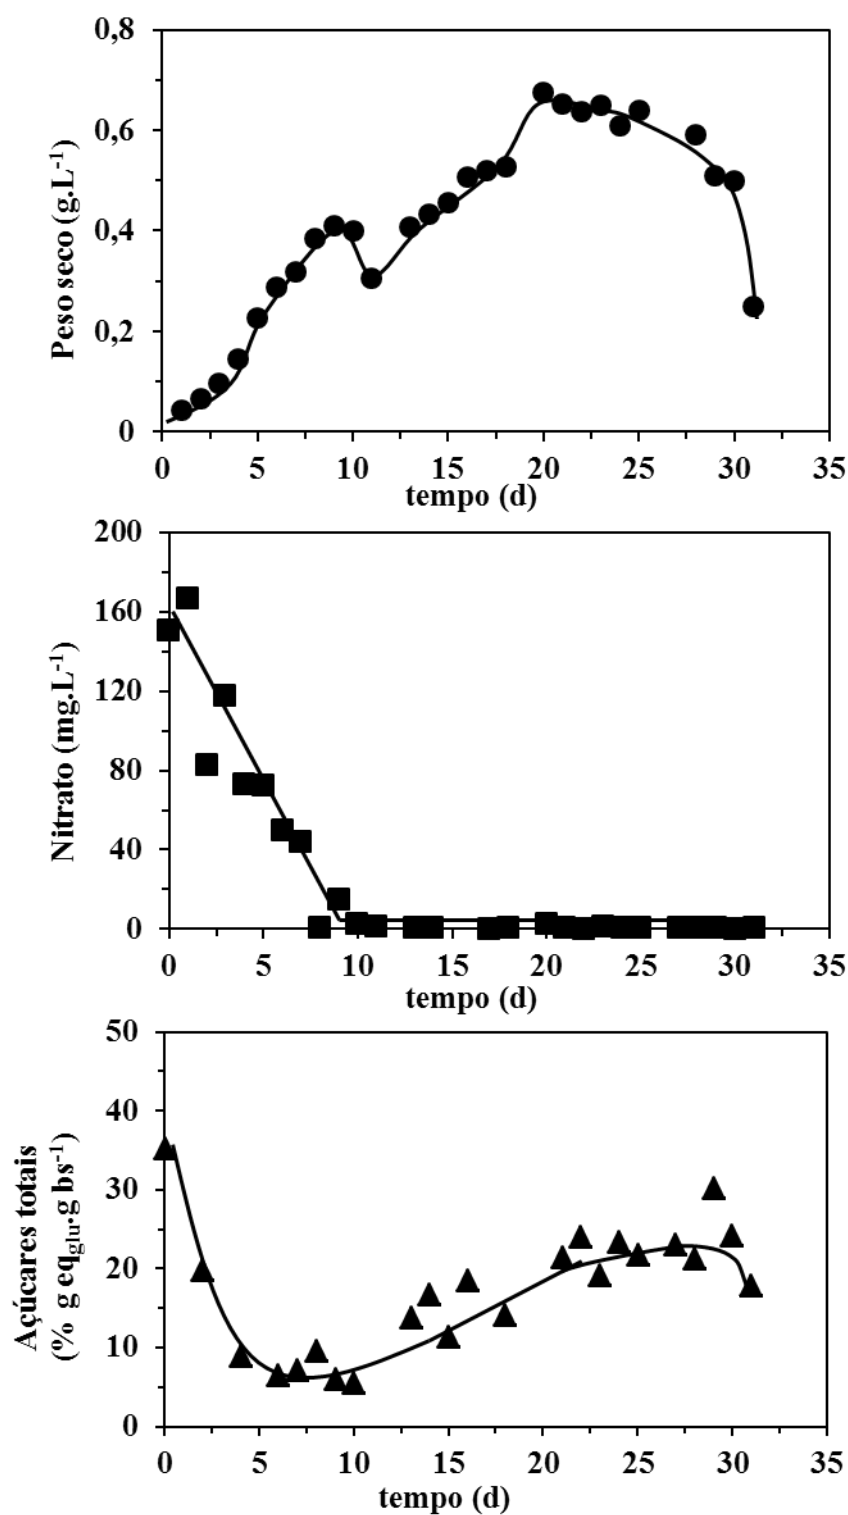 0,8
0,6
0,4
0,2
0
Peso seco (g.L-1)
0 5 10 15 20 25 30 35
tempo (d)
200
160
120
80
40
0
Nitrato (mg.L-1)
0 5 10 15 20 25 30 35
tempo (d)
50
40
30
20
10
0
Açúcares totais
(% g eqglu.g bs-1)
0 5 10 15 20 25 30 35
tempo (d)